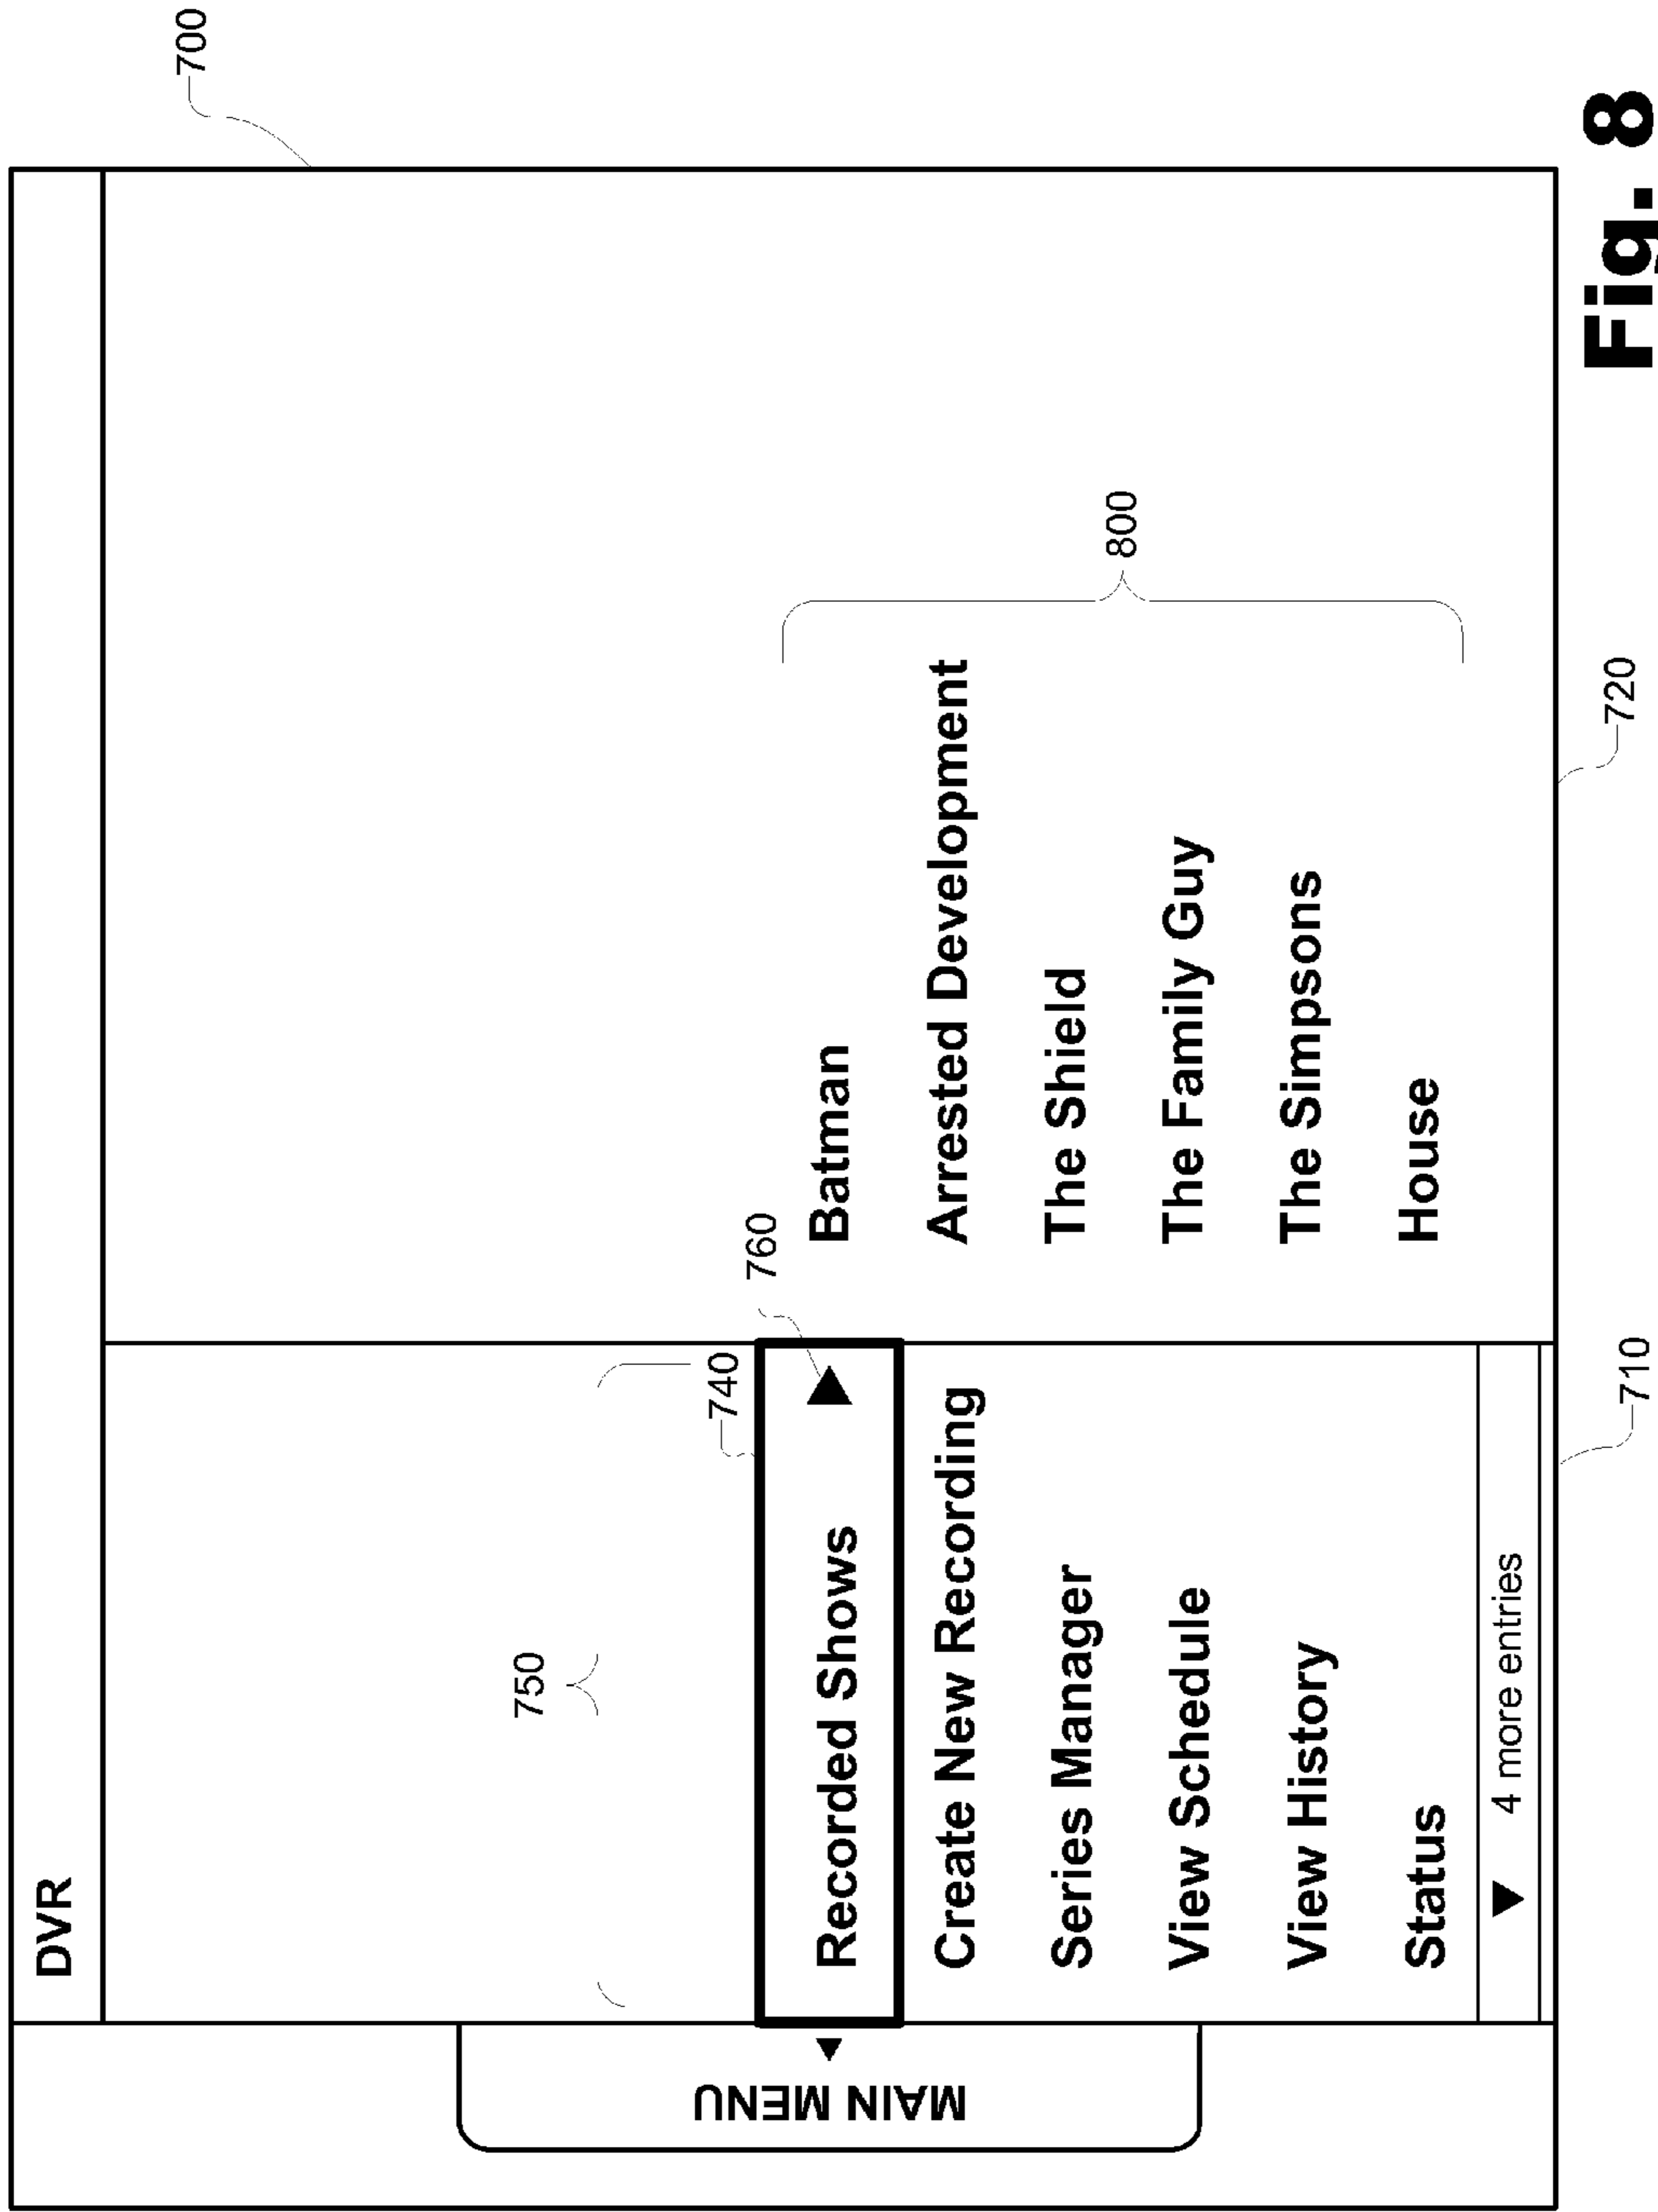 DVR
700
750
740
760
MAIN MENU
Recorded Shows
Create New Recording
Series Manager
View Schedule
View History
Status
4 more entries
Batman
Arrested Development
The Shield
The Family Guy
The Simpsons
House
800
710
720
Fig. 8